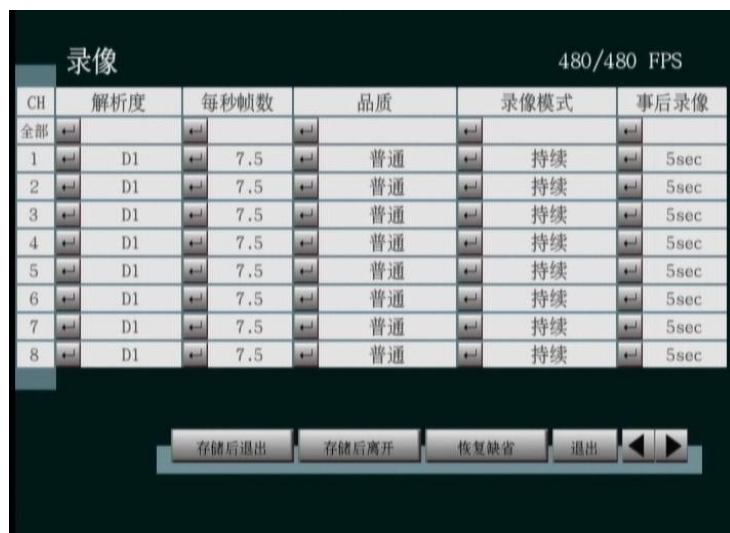 录像 480/480 FPS
CH 解析度 每秒帧数 品质 录像模式 事后录像
全部
1 D1 7.5 普通 持续 5sec
2 D1 7.5 普通 持续 5sec
3 D1 7.5 普通 持续 5sec
4 D1 7.5 普通 持续 5sec
5 D1 7.5 普通 持续 5sec
6 D1 7.5 普通 持续 5sec
7 D1 7.5 普通 持续 5sec
8 D1 7.5 普通 持续 5sec
存储后退出 存储后离开 恢复缺省 退出